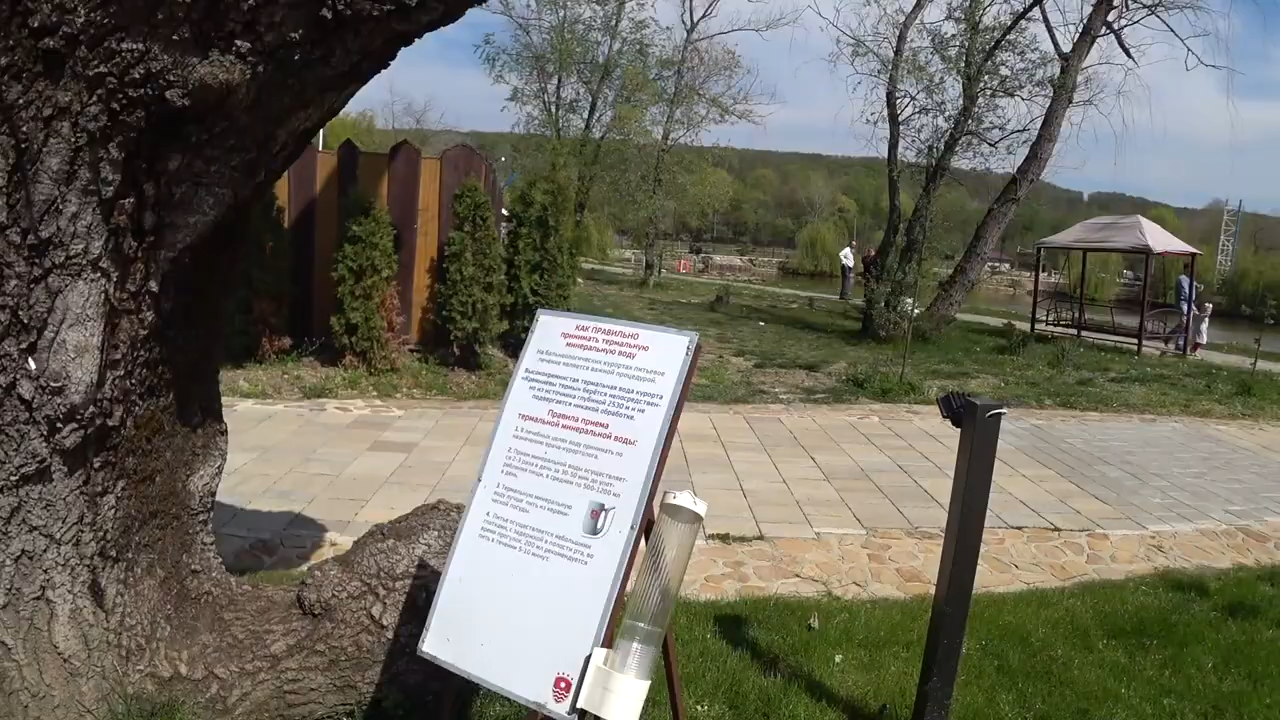 КАК ПРАВИЛЬНО
принимать термальную
минеральную воду
На бальнеологических курортах питьевое
лечение является важной процедурой.
Высококремнистая термальная вода курорта
«Кремниевы термы» берётся непосредствен-
но из источника глубиной 2530 м и не
подвергается никакой обработке.
Правила приема
термальной минеральной воды:
1. В лечебных целях воду принимать по
назначению врача-курортолога.
2. Прием минеральной воды осуществляет-
ся 2-3 раза в день за 30-50 мин до упот-
ребления пищи, в среднем по 500-1200 мл
в день.
3. Термальную минеральную
воду лучше пить из керами-
ческой посуды.
4. Питье осуществляется небольшими
глотками, с задержкой в полости рта, во
время прогулок; 200 мл рекомендуется
пить в течении 5-10 минут.